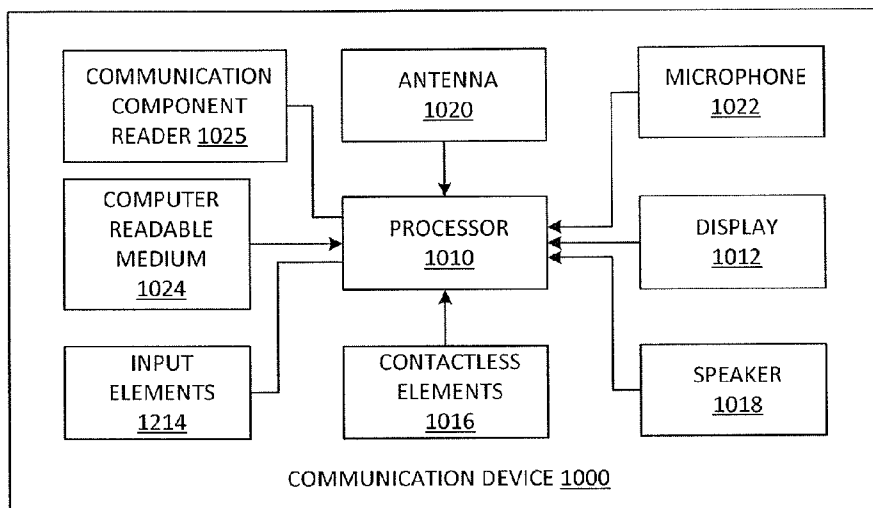 COMMUNICATION
COMPONENT
READER 1025
ANTENNA
1020
MICROPHONE
1022
COMPUTER
READABLE
MEDIUM
1024
PROCESSOR
1010
DISPLAY
1012
INPUT
ELEMENTS
1214
CONTACTLESS
ELEMENTS
1016
SPEAKER
1018
COMMUNICATION DEVICE 1000